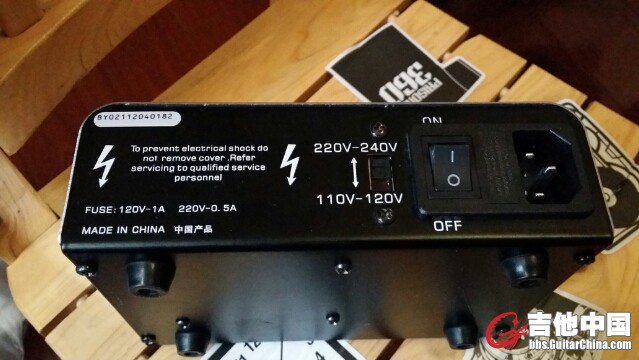 PRISON
360
BY02112040182
ON
To prevent electrical shock do
not remove cover .Refer
servicing to qualified service
personnel
220V-240V
110V-120V
I
O
FUSE: 120V-1A 220V-0.5A
OFF
MADE IN CHINA 中国产品
吉他中国
bbs.GuitarChina.com